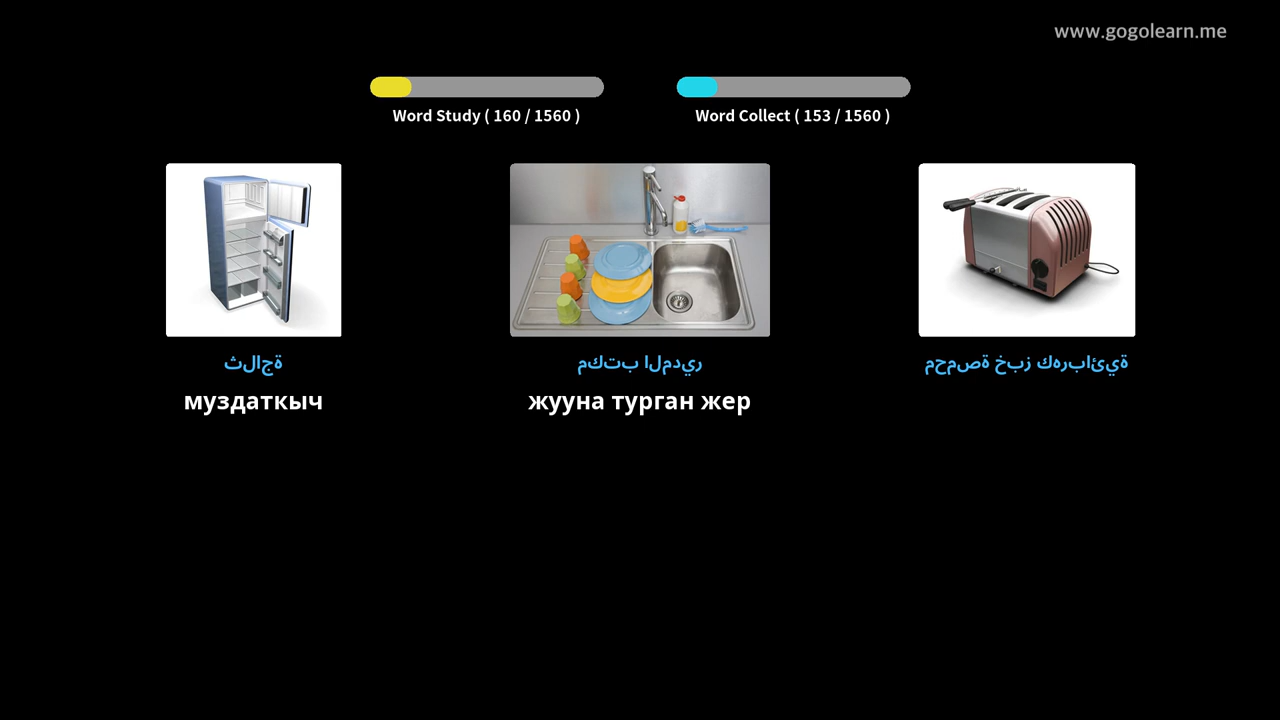 www.gogolearn.me
Word Study ( 160 / 1560 )
Word Collect ( 153 / 1560 )
ثلاجة
مكتب المدير
محمصة خبز كهربائية
муздаткыч
жууна турган жер